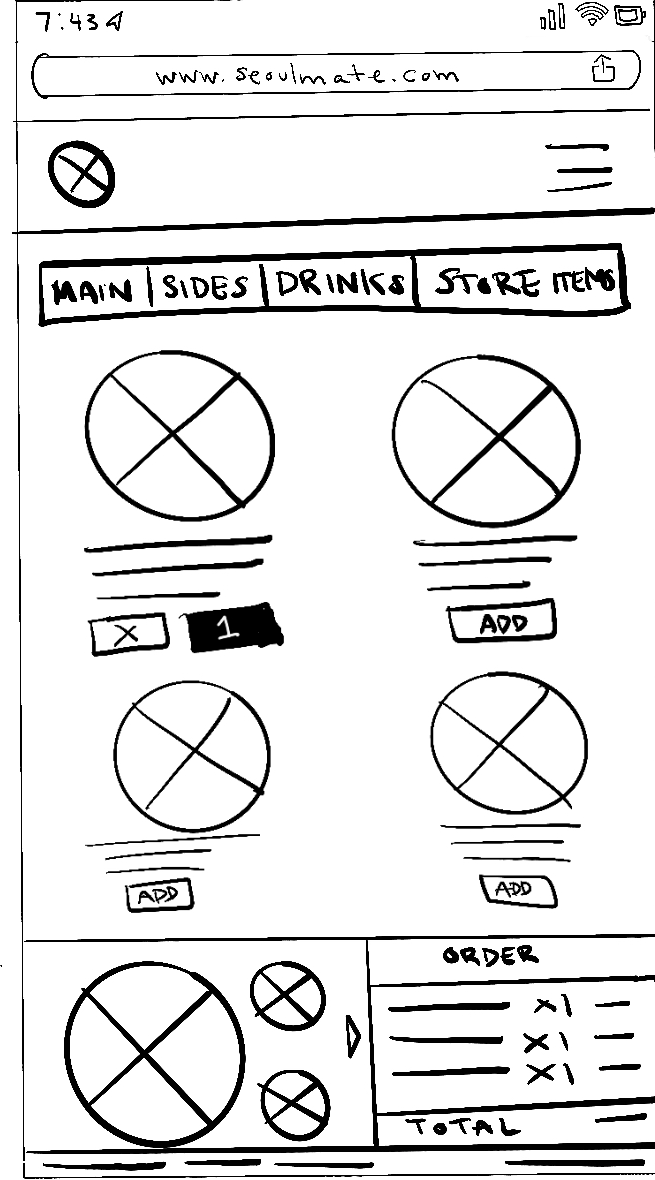 7:43
www.seoulmate.com
MAIN SIDES DRINKS STORE ITEMS
X 1 ADD
ADD ADD
ORDER
X1
X1
X1
TOTAL